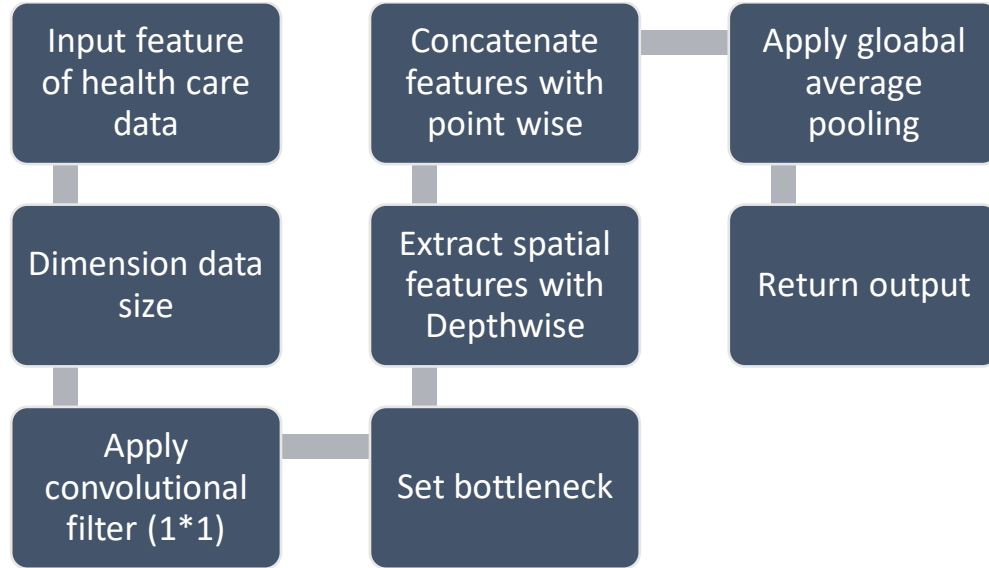 Input feature
of health care
data
Dimension data
size
Apply
convolutional
filter (1*1)
Set bottleneck
Extract spatial
features with
Depthwise
Concatenate
features with
point wise
Apply gloabal
average
pooling
Return output